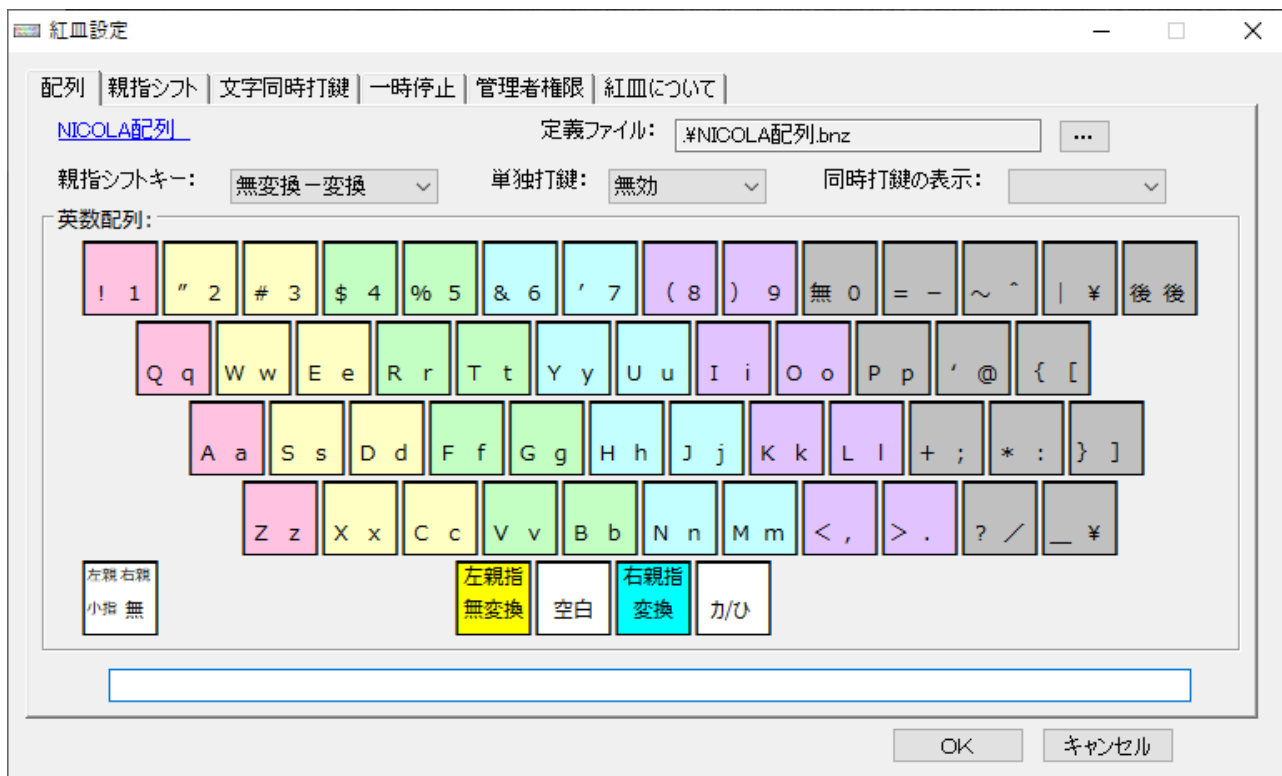 紅皿設定
配列 親指シフト 文字同時打鍵 一時停止 管理者権限 紅皿について
NICOLA配列 定義ファイル: .¥NICOLA配列.bnz ...
親指シフトキー: 無変換－変換 単独打鍵: 無効 同時打鍵の表示:
英数配列:
! 1 ″ 2 # 3 $ 4 % 5 & 6 ′ 7 ( 8 ) 9 無 0 = − ～ ＾ | ¥ 後 後
Q q W w E e R r T t Y y U u I i O o P p ‘ @ { [
A a S s D d F f G g H h J j K k L l + ; * : } ]
Z z X x C c V v B b N n M m ＜ , ＞ . ? ／ ＿ ¥
左親 右親 左親指 右親指
小指 無 無変換 空白 変換 カ/ひ
OK キャンセル